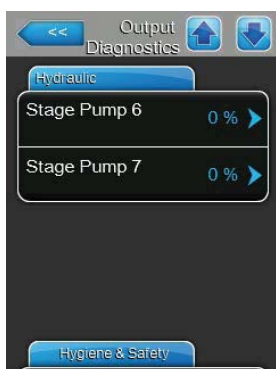 <<
Output
Diagnostics
Hydraulic
Stage Pump 6
0 %
Stage Pump 7
0 %
Hygiene & Safety